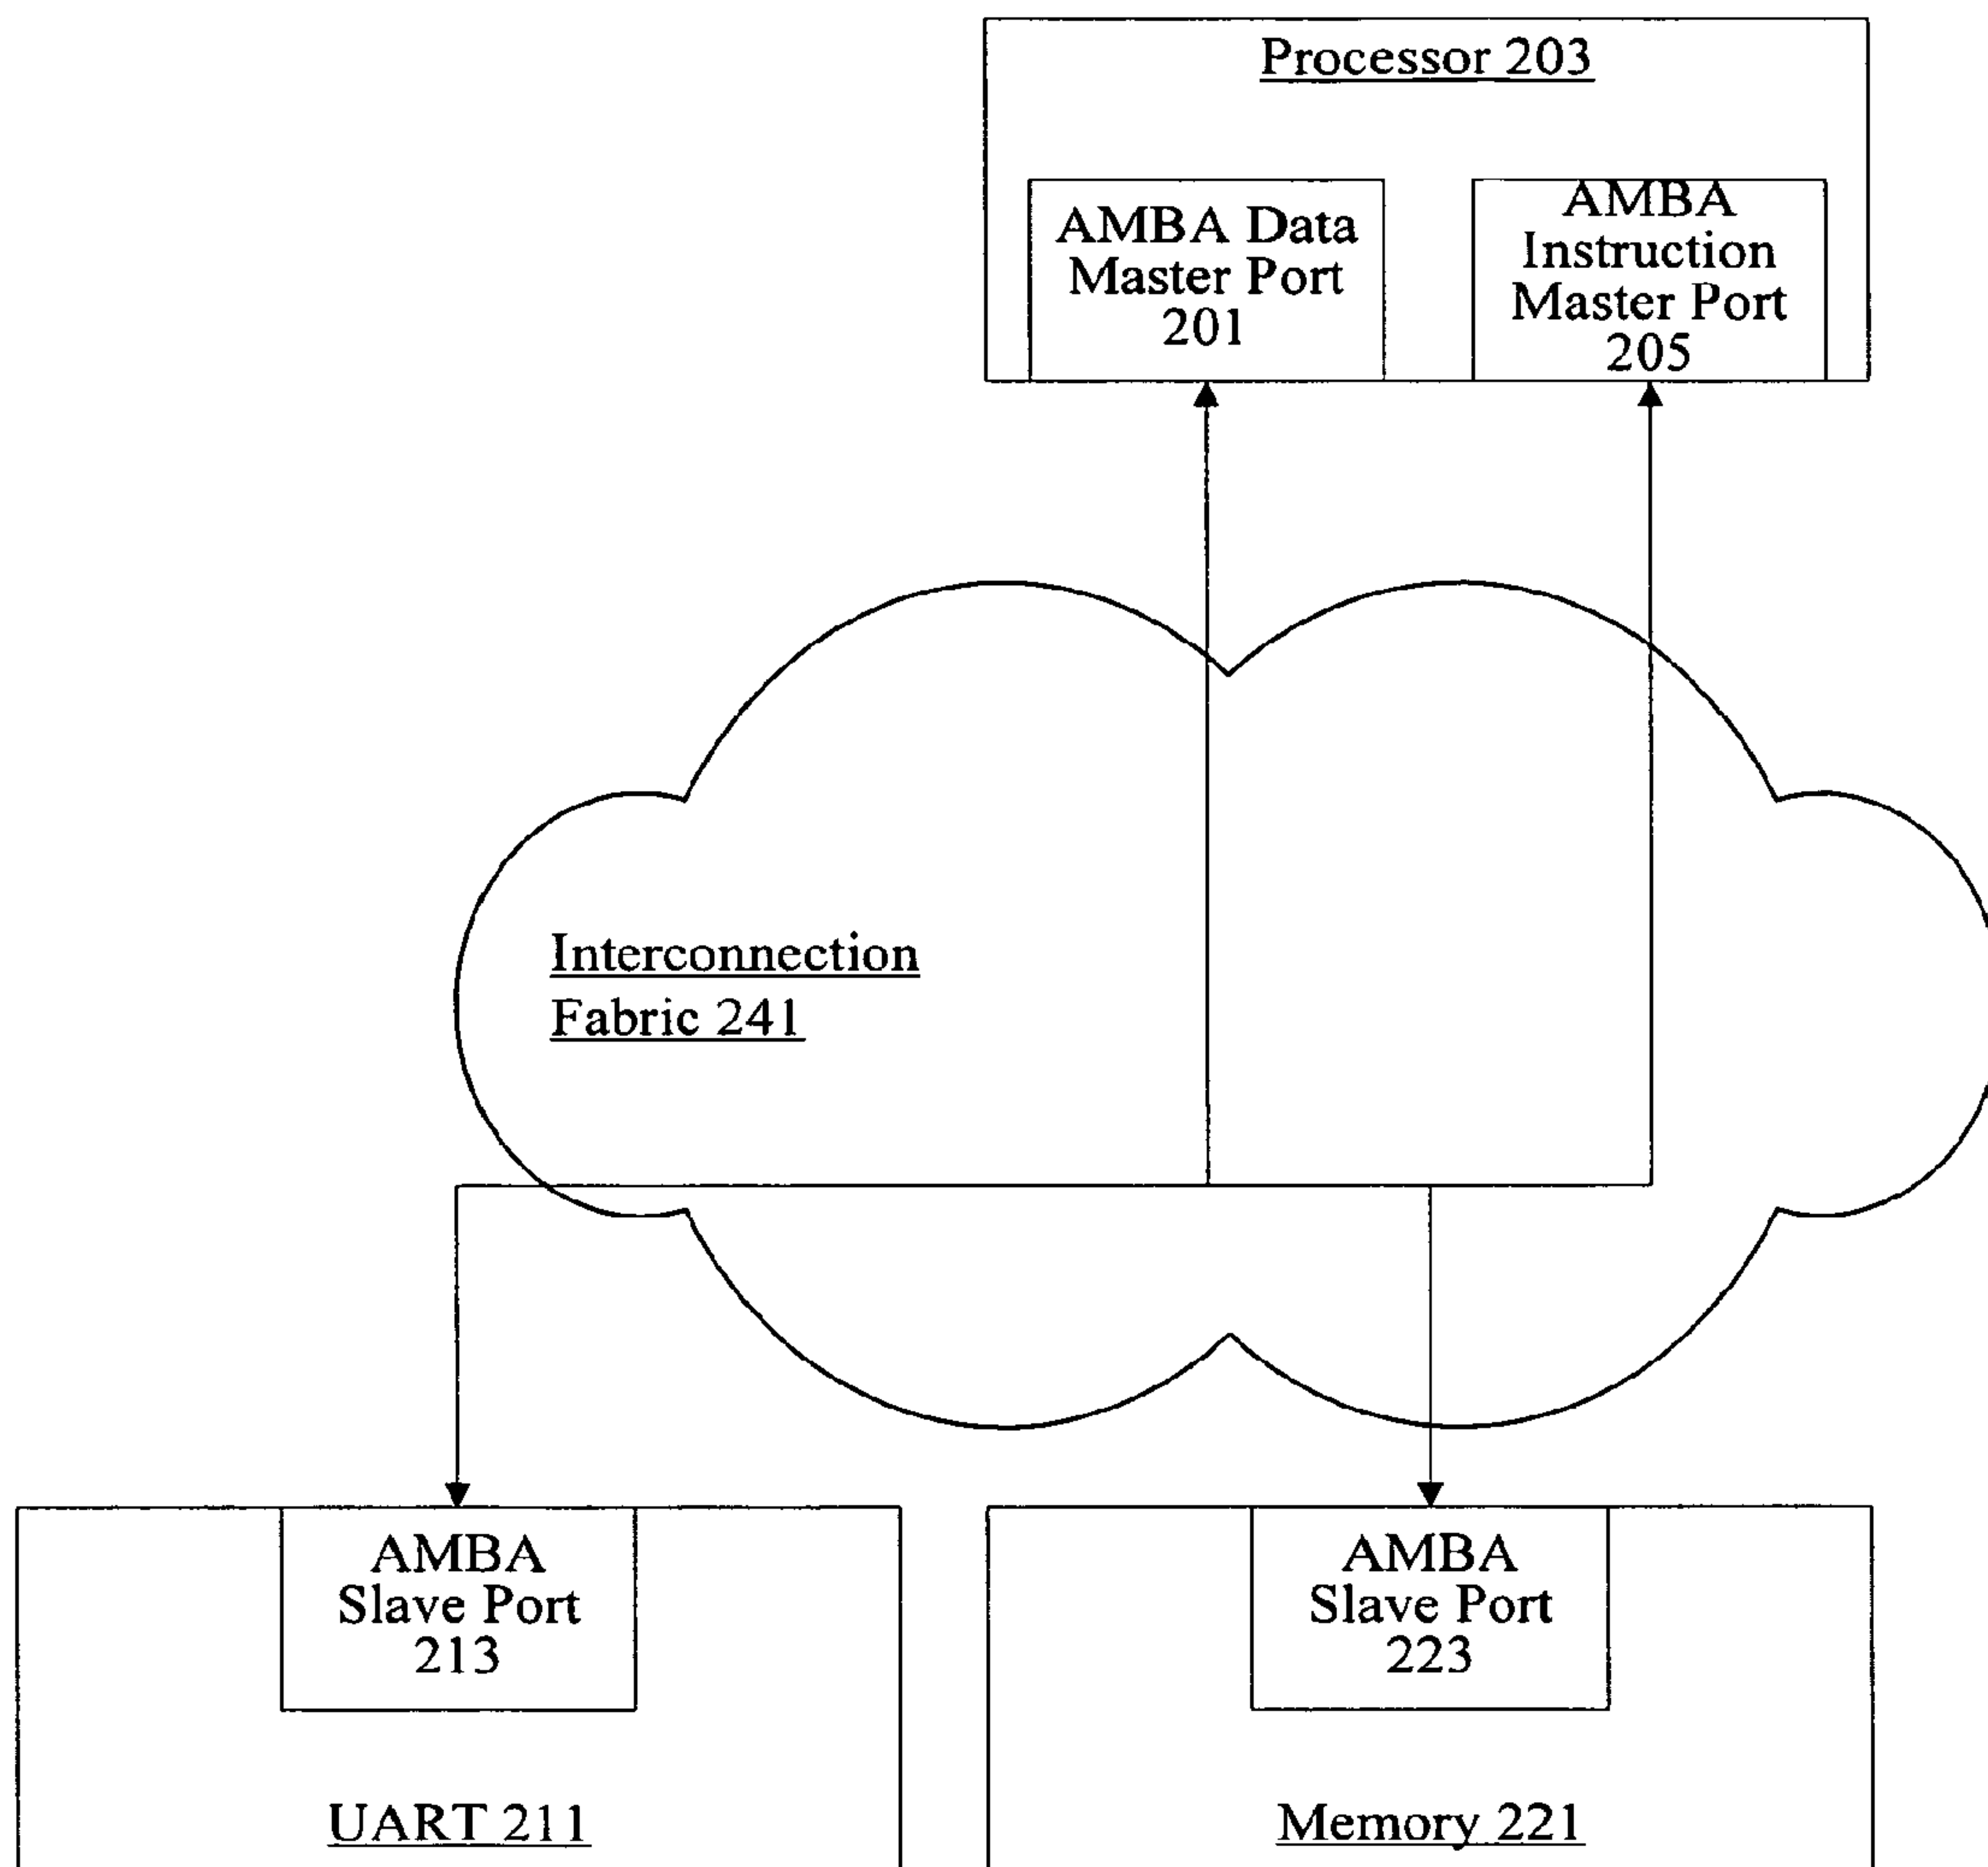 Processor 203
AMBA Data
Master Port
201
AMBA
Instruction
Master Port
205
Interconnection
Fabric 241
AMBA
Slave Port
213
UART 211
AMBA
Slave Port
223
Memory 221